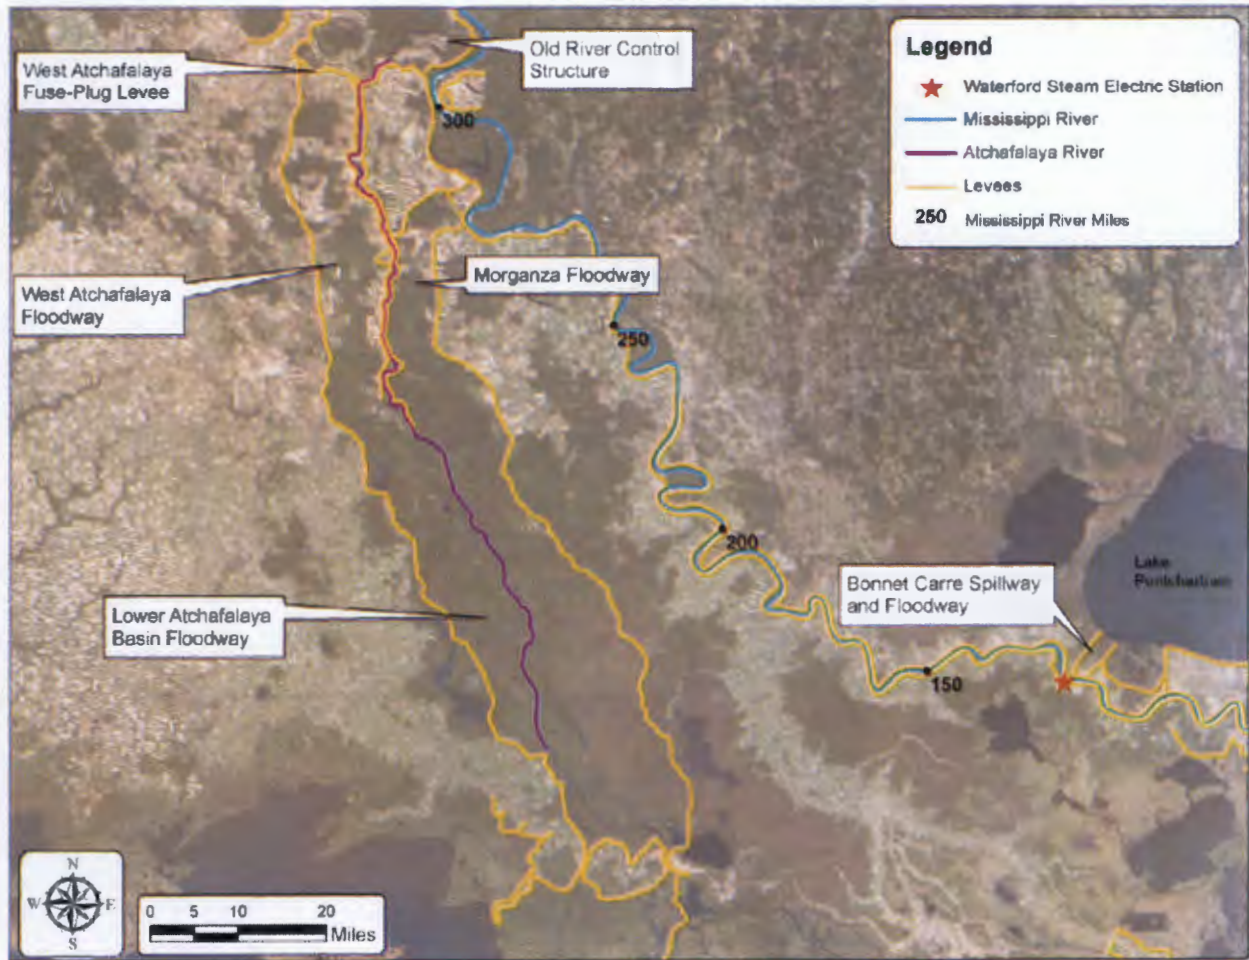 Old River Control
Structure
West Atchafalaya
Fuse-Plug Levee
Legend
Waterford Steam Electric Station
Mississippi River
Atchafalaya River
Levees
250 Mississippi River Miles
300
West Atchafalaya
Floodway
Morganza Floodway
250
200
Bonnet Carre Spillway
and Floodway
Lake
Lower Atchafalaya
Basin Floodway
150
N
W E
S
0 5 10 20
Miles